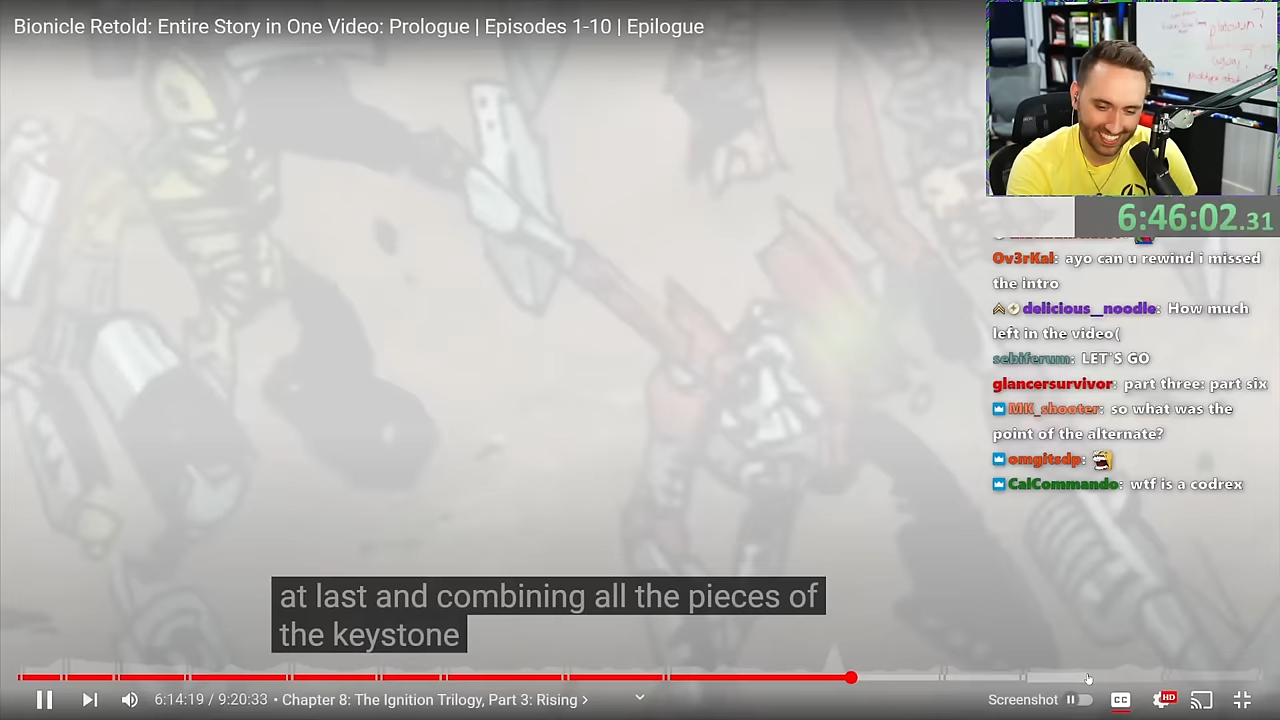 Bionicle Retold: Entire Story in One Video: Prologue | Episodes 1-10 | Epilogue
6:46:02.31
Ov3rKal: ayo can u rewind i missed
the intro
delicious__noodle: How much
left in the video(
sebiferum: LET'S GO
glancersurvivor: part three: part six
MK_shooter: so what was the
point of the alternate?
omgitsdp:
CalCommando: wtf is a codrex
at last and combining all the pieces of
the keystone
6:14:19 / 9:20:33 • Chapter 8: The Ignition Trilogy, Part 3: Rising >
Screenshot
CC
HD